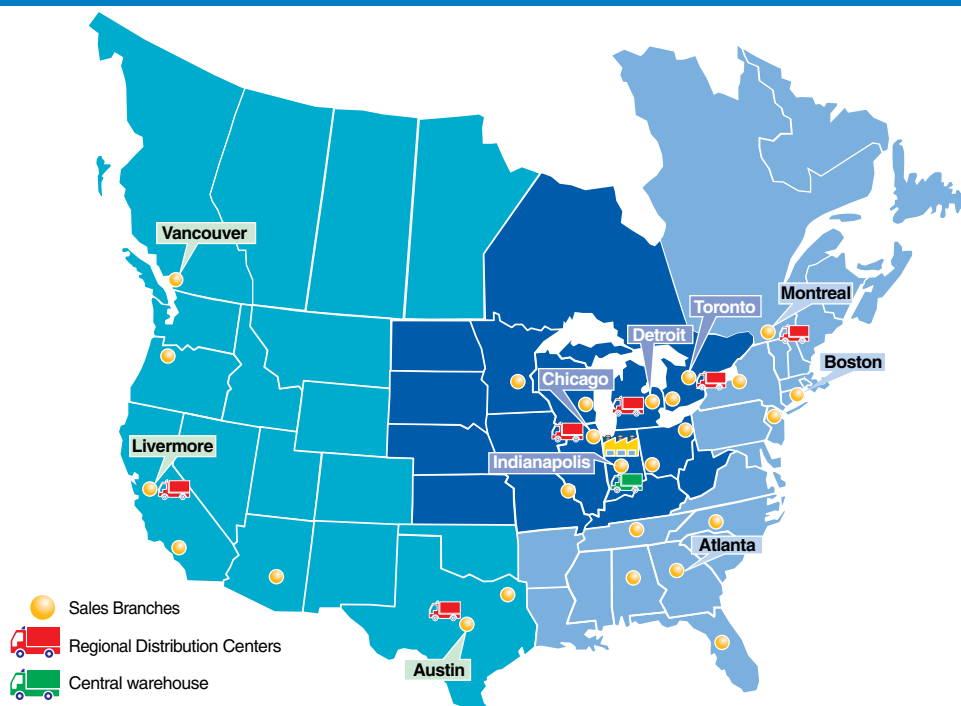 Vancouver
Toronto
Montreal
Detroit
Boston
Chicago
Livermore
Indianapolis
Atlanta
Sales Branches
Regional Distribution Centers
Austin
Central warehouse